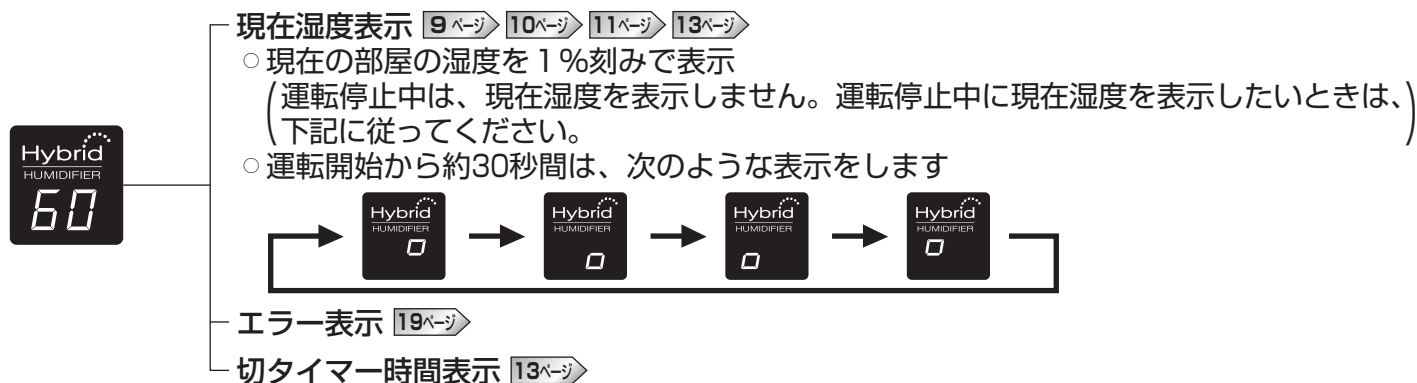 現在湿度表示 9ページ 10ページ 11ページ 13ページ
○現在の部屋の湿度を1%刻みで表示
(運転停止中は、現在湿度を表示しません。運転停止中に現在湿度を表示したいときは、
下記に従ってください。)
○運転開始から約30秒間は、次のような表示をします
Hybrid
HUMIDIFIER
60
Hybrid
HUMIDIFIER
Hybrid
HUMIDIFIER
Hybrid
HUMIDIFIER
Hybrid
HUMIDIFIER
エラー表示 19ページ
切タイマー時間表示 13ページ